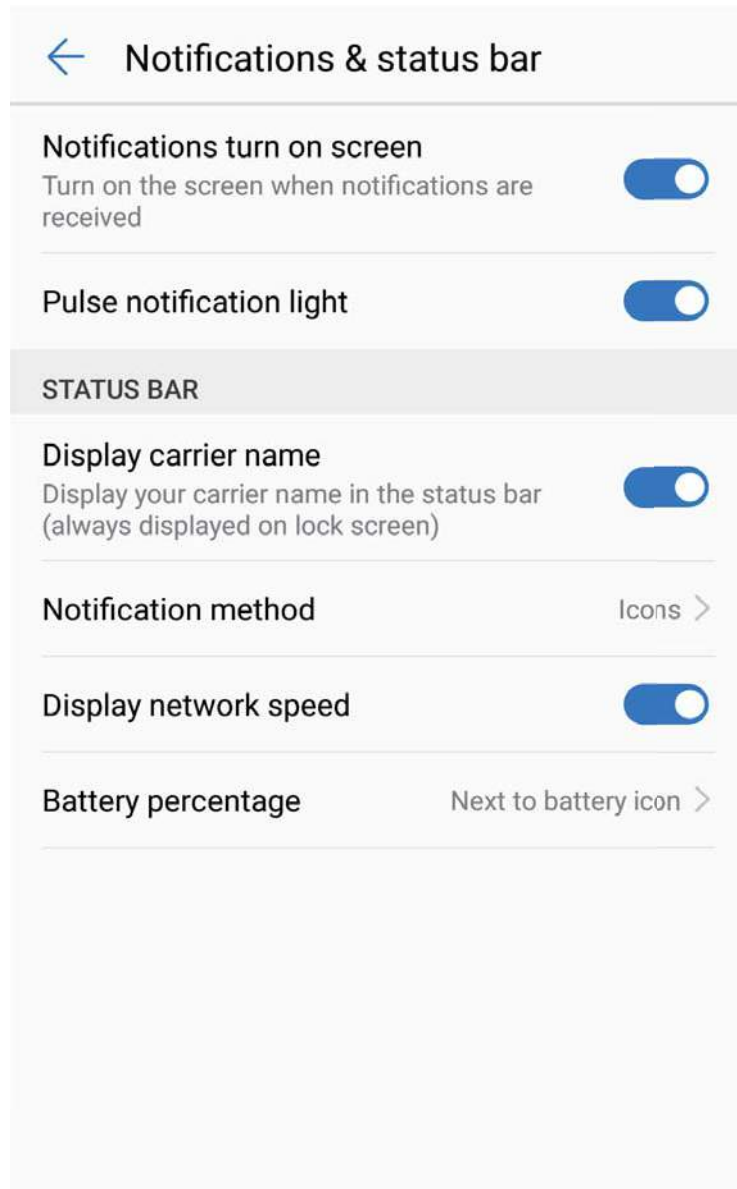 Notifications & status bar
Notifications turn on screen
Turn on the screen when notifications are
received
Pulse notification light
STATUS BAR
Display carrier name
Display your carrier name in the status bar
(always displayed on lock screen)
Notification method Icons
Display network speed
Battery percentage Next to battery icon